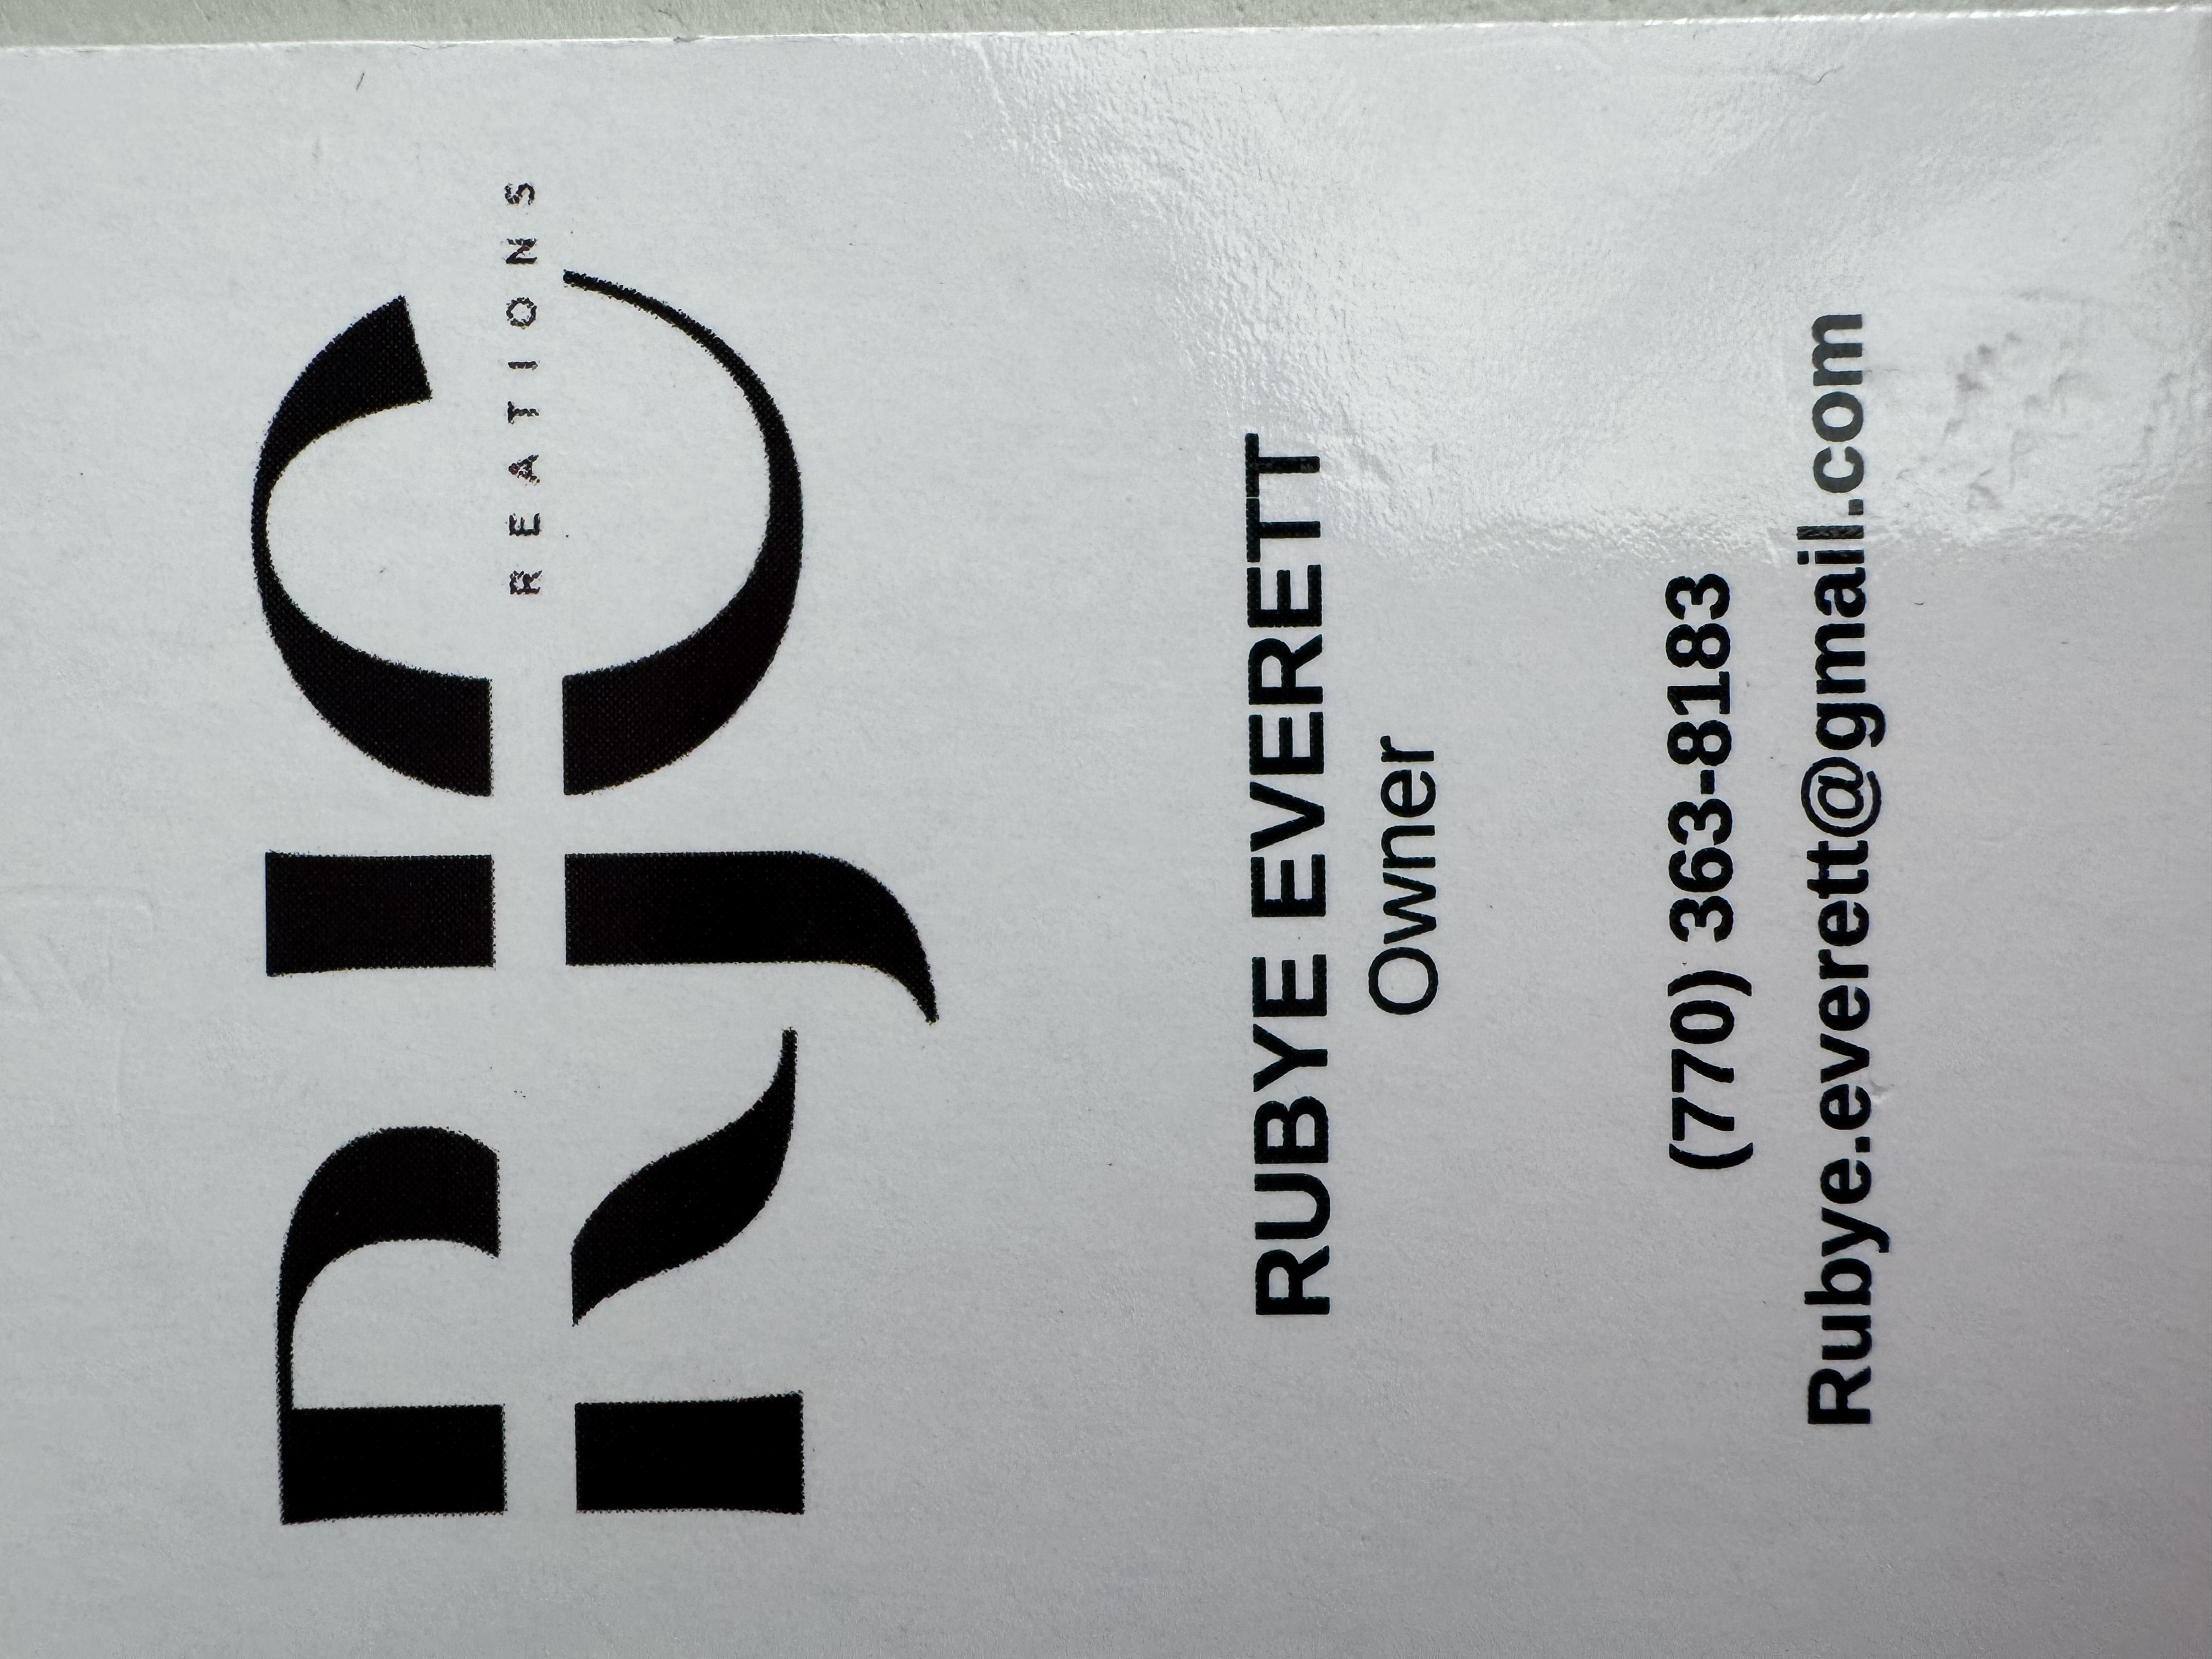 RJC
REATIONS
RUBYE EVERETT
Owner
(770) 363-8183
Rubye.everett@gmail.com